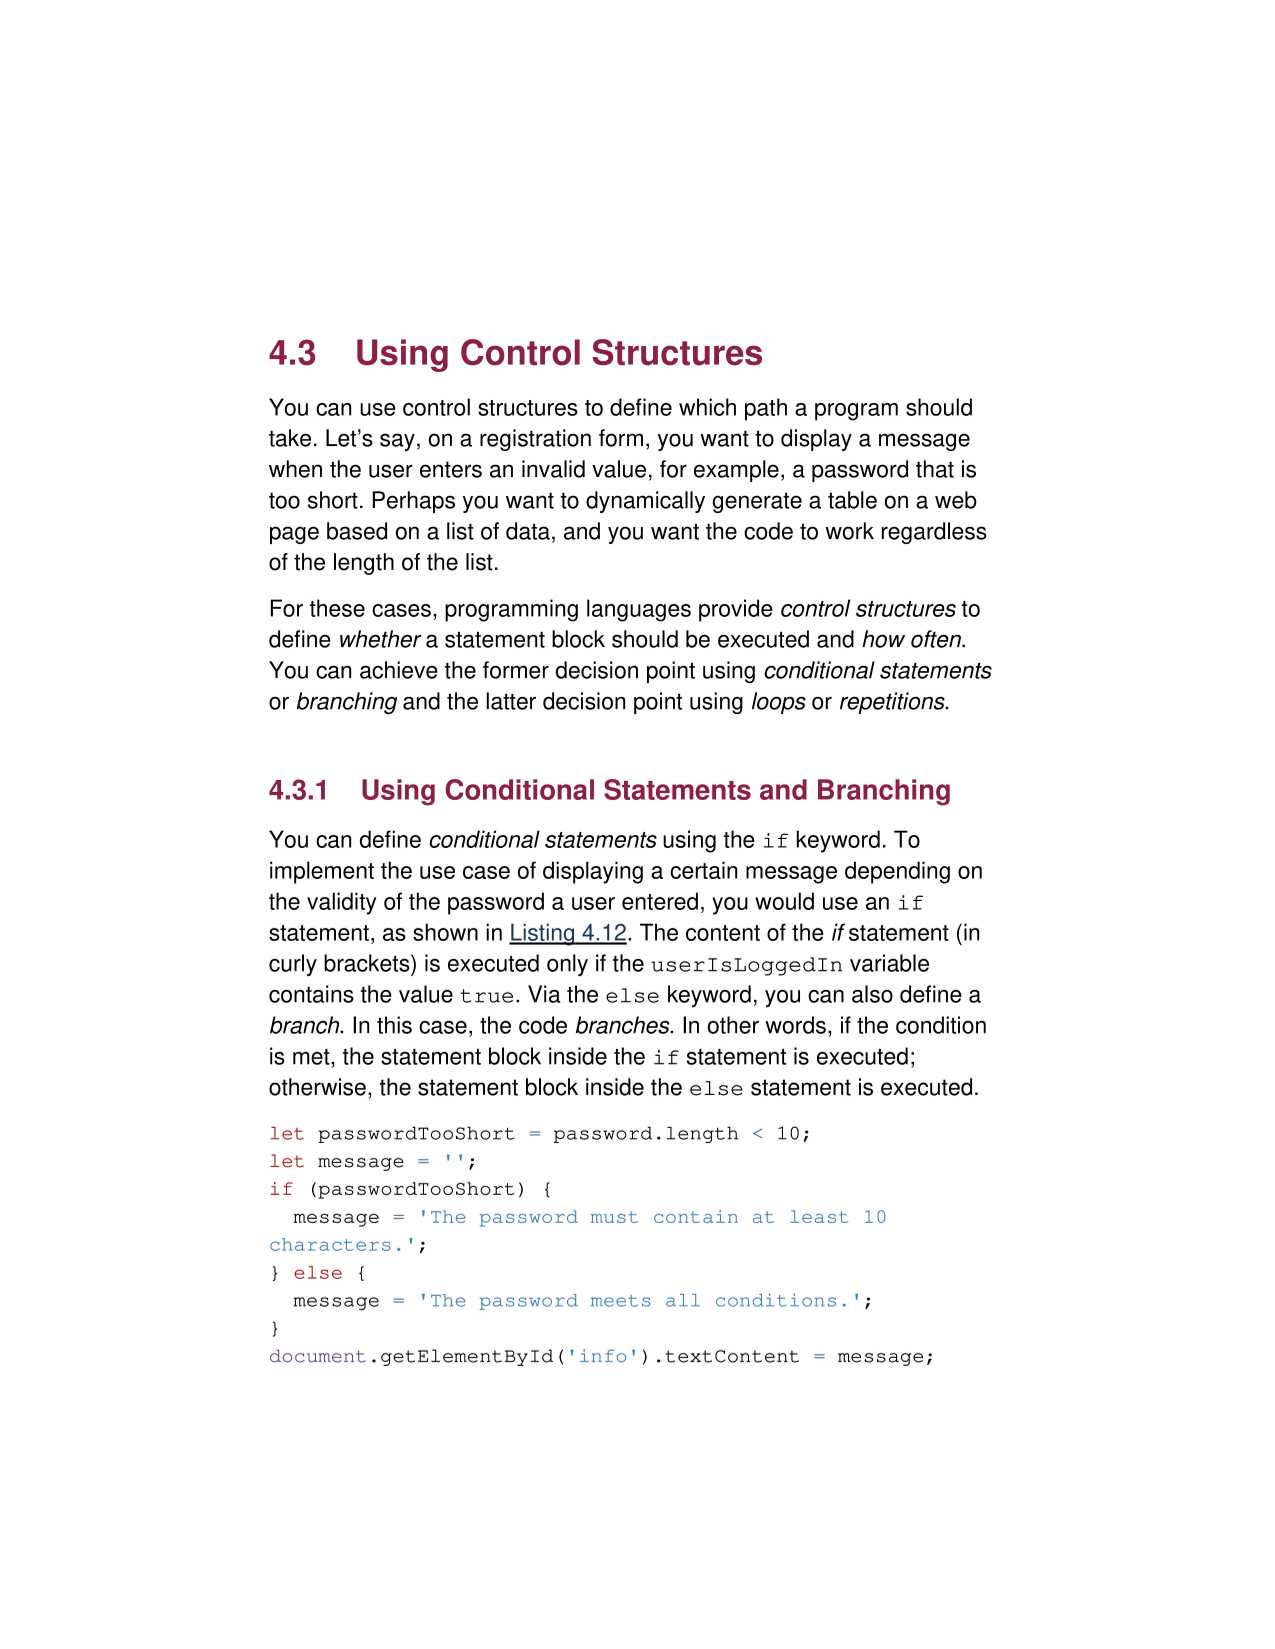 4.3 Using Control Structures
You can use control structures to define which path a program should
take. Let’s say, on a registration form, you want to display a message
when the user enters an invalid value, for example, a password that is
too short. Perhaps you want to dynamically generate a table on a web
page based on a list of data, and you want the code to work regardless
of the length of the list.
For these cases, programming languages provide control structures to
define whether a statement block should be executed and how often.
You can achieve the former decision point using conditional statements
or branching and the latter decision point using loops or repetitions.
4.3.1 Using Conditional Statements and Branching
You can define conditional statements using the if keyword. To
implement the use case of displaying a certain message depending on
the validity of the password a user entered, you would use an if
statement, as shown in Listing 4.12. The content of the if statement (in
curly brackets) is executed only if the userIsLoggedIn variable
contains the value true. Via the else keyword, you can also define a
branch. In this case, the code branches. In other words, if the condition
is met, the statement block inside the if statement is executed;
otherwise, the statement block inside the else statement is executed.
let passwordTooShort = password.length < 10;
let message = '';
if (passwordTooShort) {
  message = 'The password must contain at least 10
characters.';
} else {
  message = 'The password meets all conditions.';
}
document.getElementById('info').textContent = message;